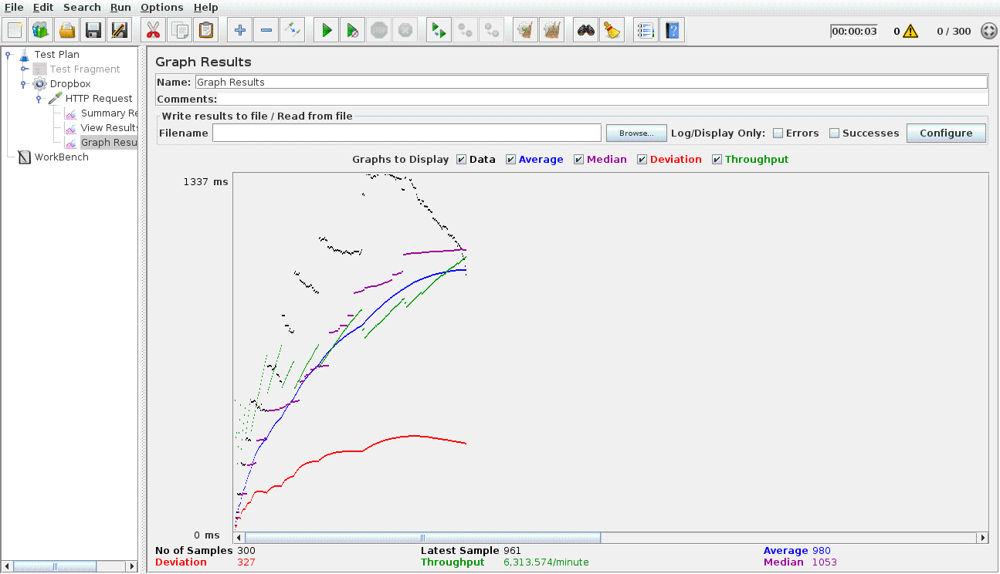 File Edit Search Run Options Help
00:00:03 0 0 / 300
Test Plan
Test Fragment
Dropbox
HTTP Request
Summary Re
View Results
Graph Resu
WorkBench
Graph Results
Name: Graph Results
Comments:
Write results to file / Read from file
Filename Browse... Log/Display Only: Errors Successes Configure
Graphs to Display Data Average Median Deviation Throughput
1337 ms
0 ms
No of Samples 300 Latest Sample 961 Average 980
Deviation 327 Throughput 6,313.574/minute Median 1053